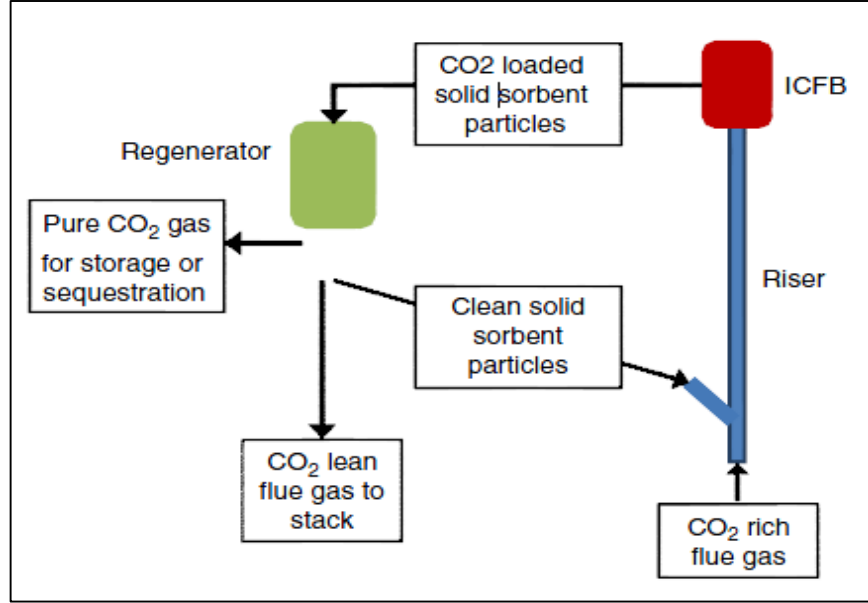 CO2 loaded
solid sorbent
particles
ICFB
Regenerator
Pure CO₂ gas
for storage or
sequestration
Riser
Clean solid
sorbent
particles
CO₂ lean
flue gas to
stack
CO₂ rich
flue gas